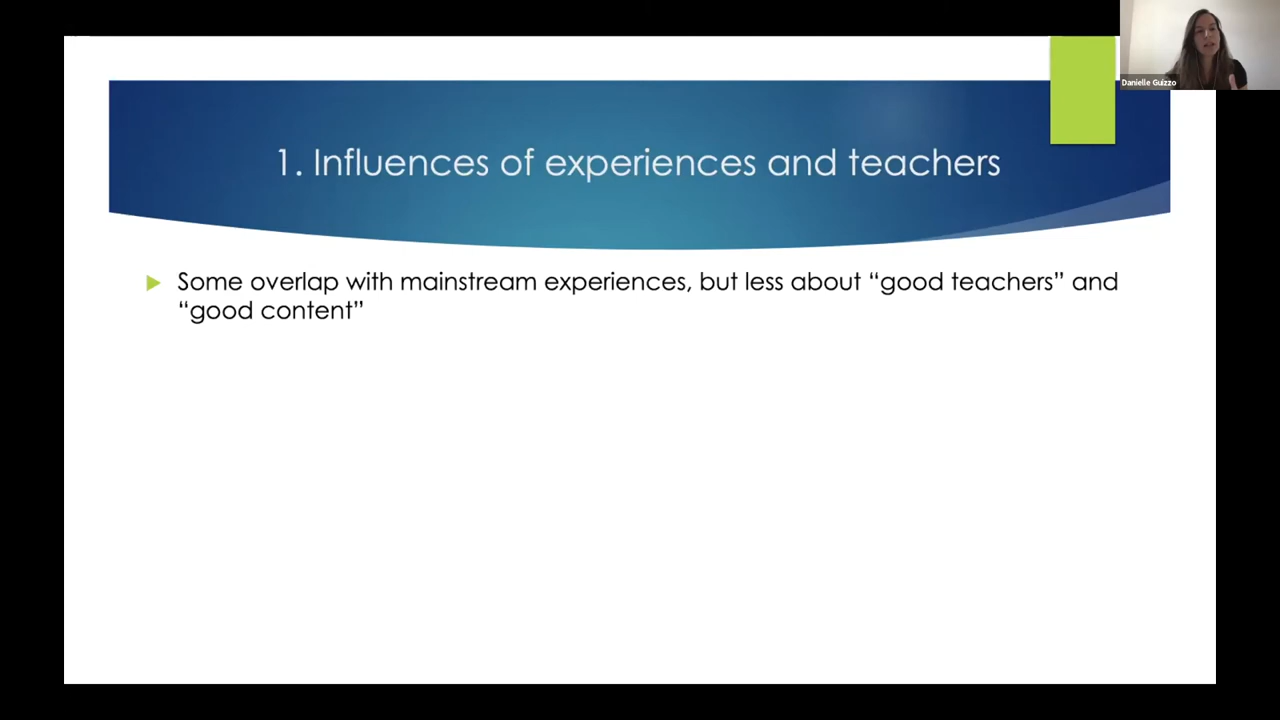 Danielle Guizzo
1. Influences of experiences and teachers
Some overlap with mainstream experiences, but less about “good teachers” and
“good content”